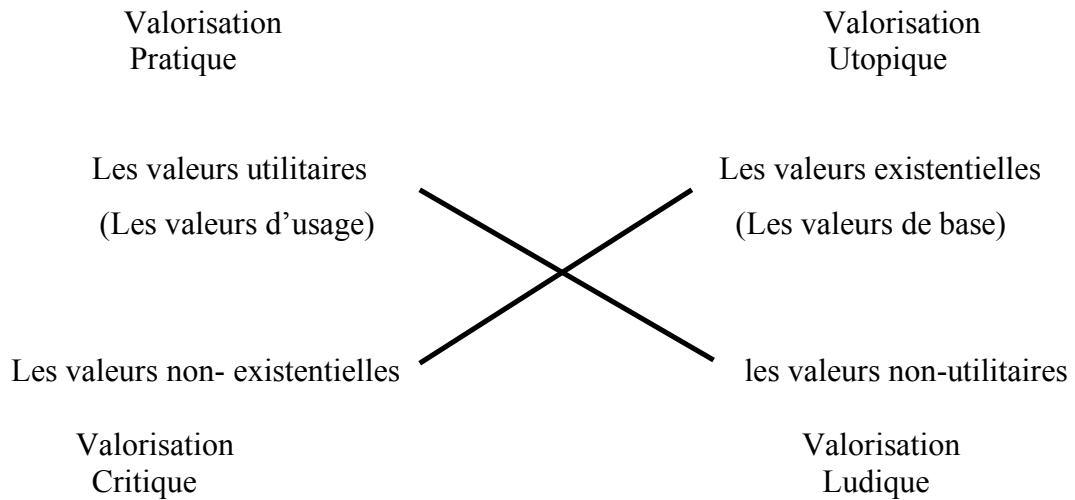 Valorisation
Pratique
Valorisation
Utopique
Les valeurs utilitaires
(Les valeurs d’usage)
Les valeurs existentielles
(Les valeurs de base)
Les valeurs non- existentielles
les valeurs non-utilitaires
Valorisation
Critique
Valorisation
Ludique